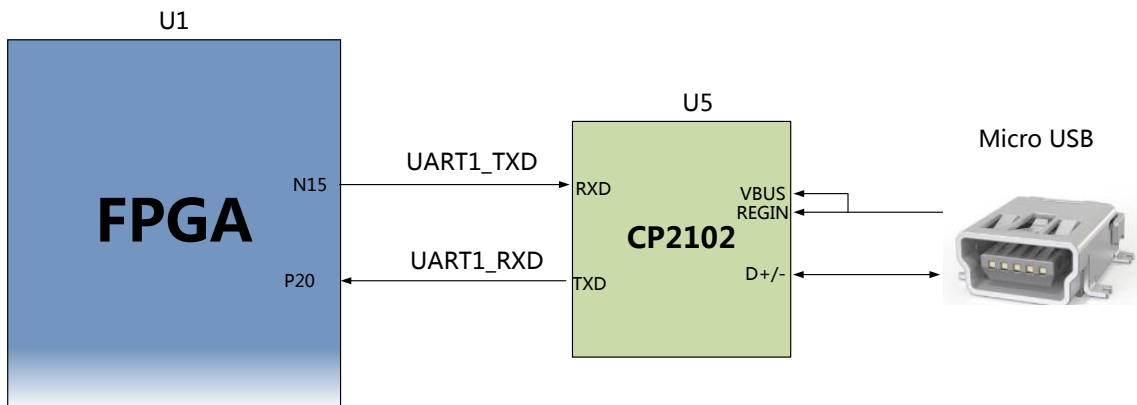 U1
U5
Micro USB
UART1_TXD
N15
RXD
VBUS
REGIN
FPGA
CP2102
UART1_RXD
P20
TXD
D+/-